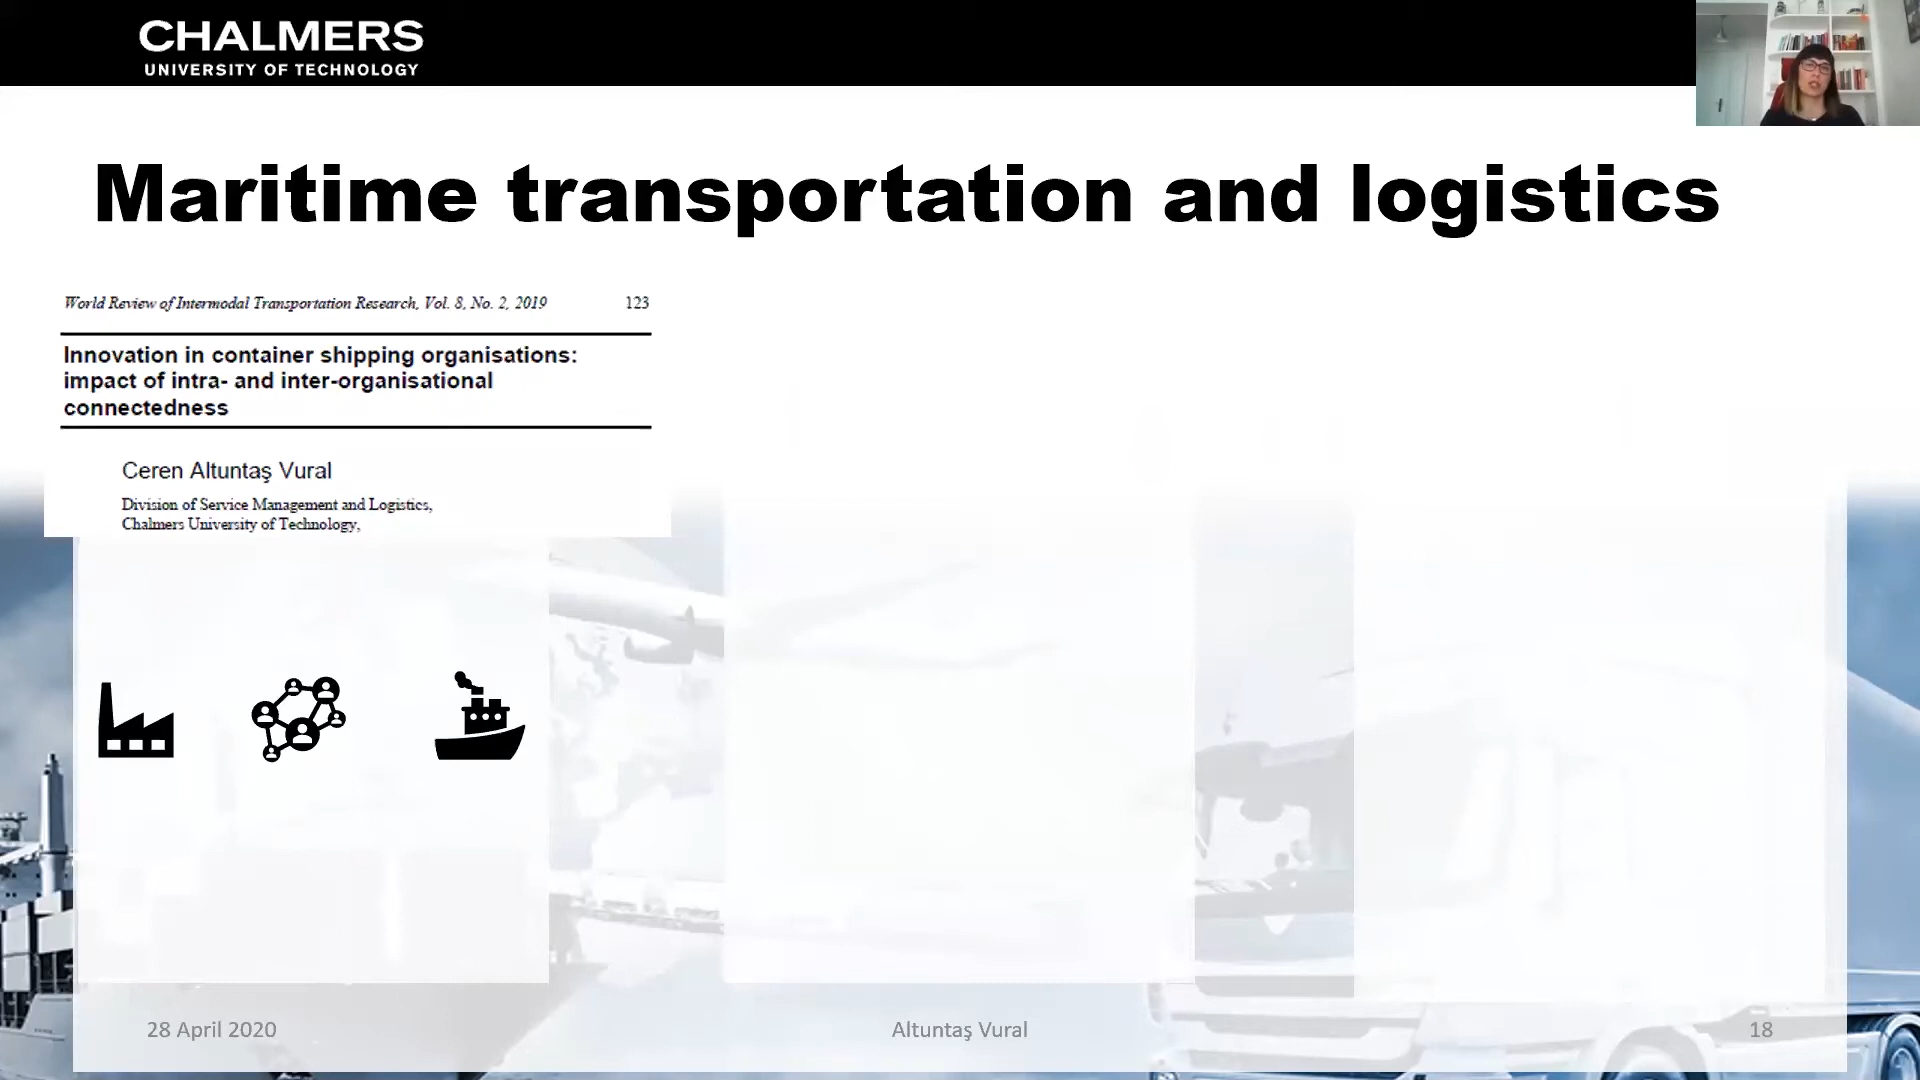 CHALMERS
UNIVERSITY OF TECHNOLOGY
Maritime transportation and logistics
World Review of Intermodal Transportation Research, Vol. 8, No. 2, 2019 123
Innovation in container shipping organisations:
impact of intra- and inter-organisational
connectedness
Ceren Altuntaş Vural
Division of Service Management and Logistics,
Chalmers University of Technology,
28 April 2020 Altuntaş Vural 18